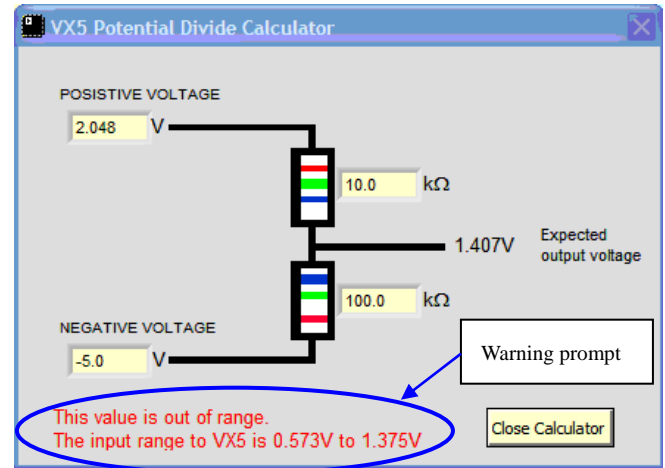 VX5 Potential Divide Calculator
POSISTIVE VOLTAGE
2.048 V
10.0 kΩ
1.407V
Expected
output voltage
100.0 kΩ
NEGATIVE VOLTAGE
-5.0 V
Warning prompt
This value is out of range.
The input range to VX5 is 0.573V to 1.375V
Close Calculator